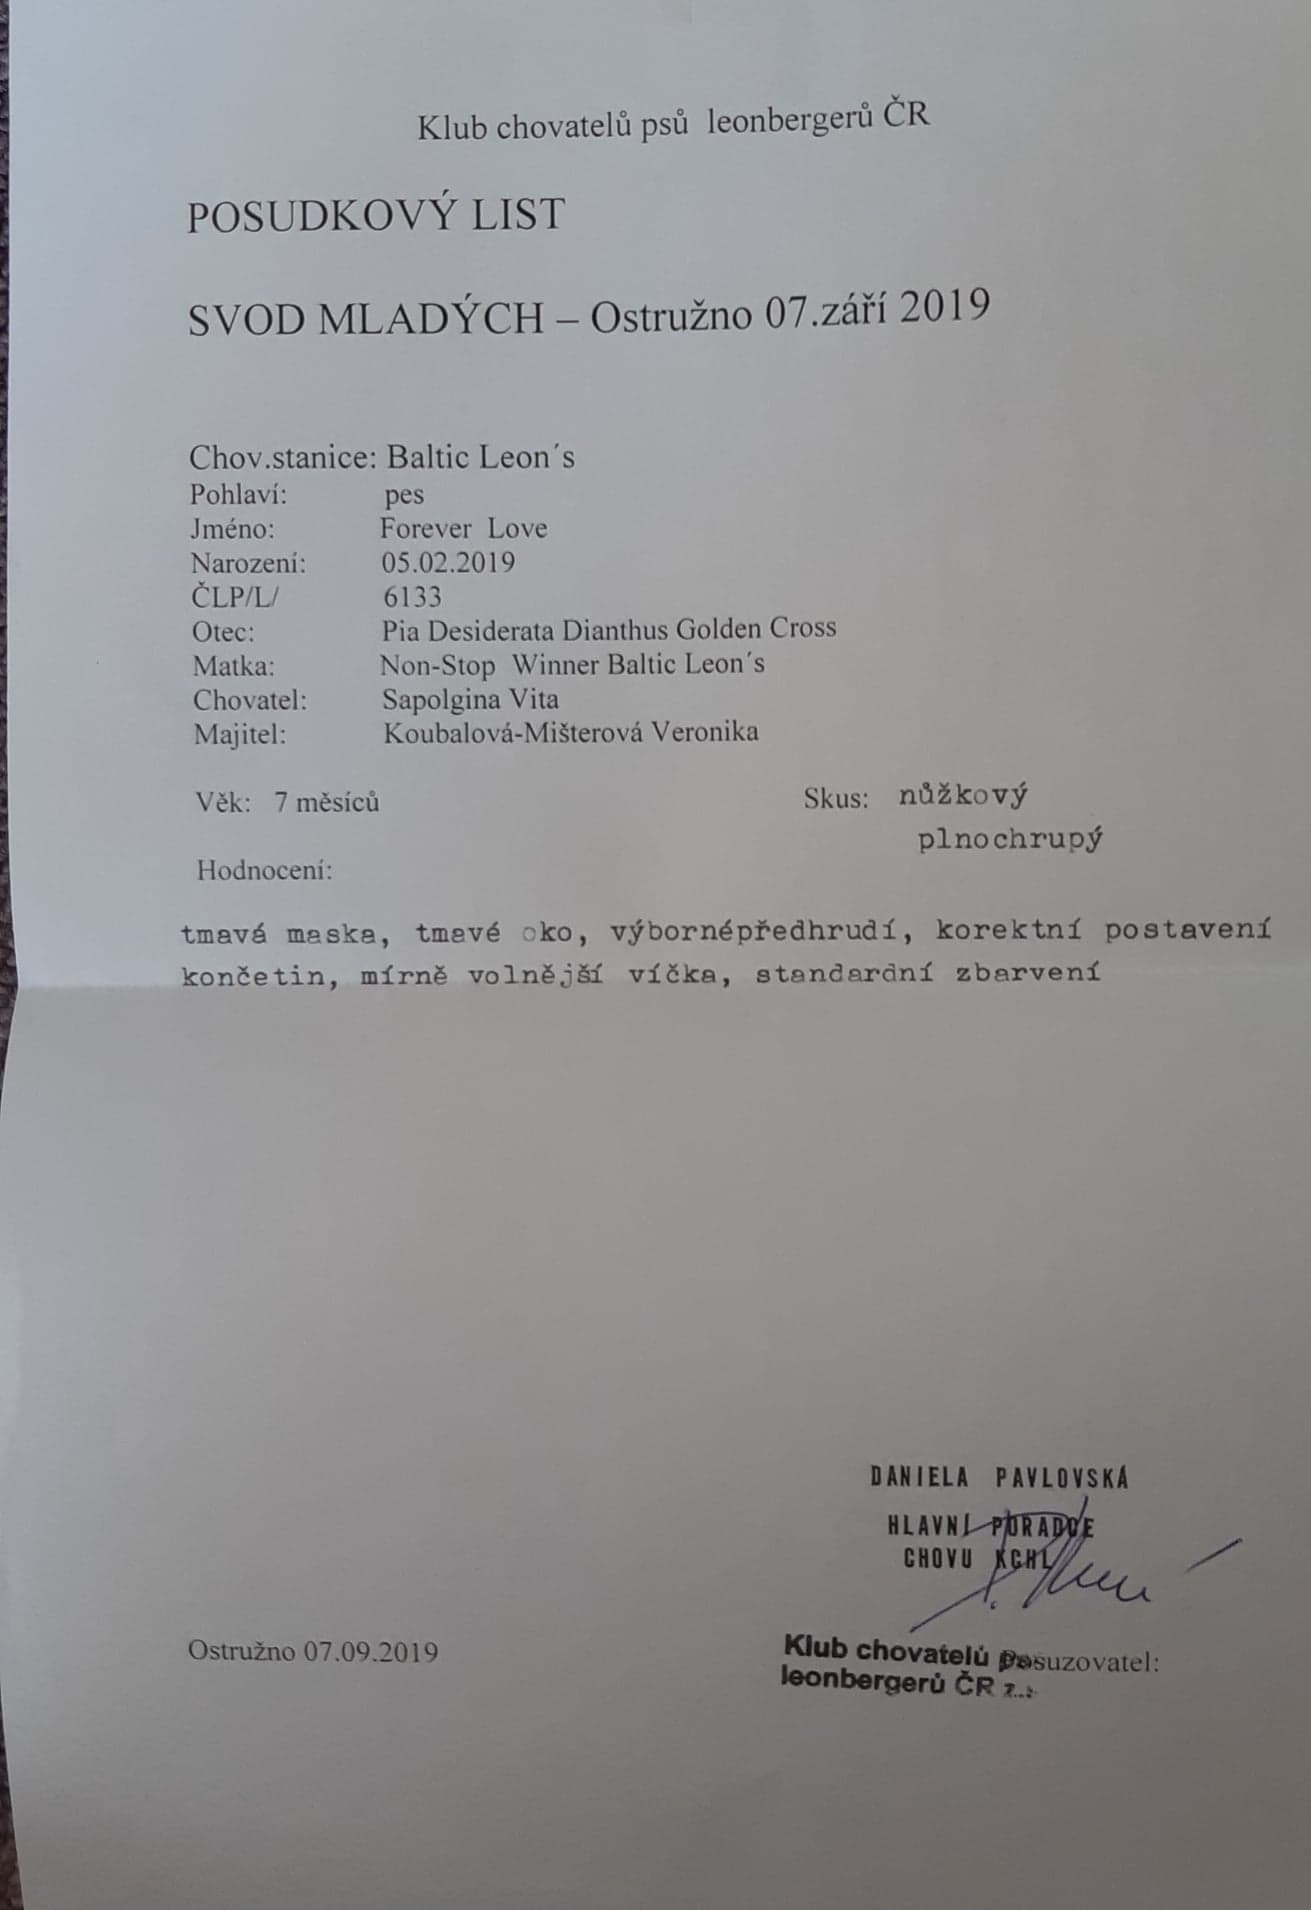 Klub chovatelů psů leonbergerů ČR
POSUDKOVÝ LIST
SVOD MLADÝCH – Ostružno 07.září 2019
Chov.stanice: Baltic Leon´s
Pohlaví: pes
Jméno: Forever Love
Narození: 05.02.2019
ČLP/L/ 6133
Otec: Pia Desiderata Dianthus Golden Cross
Matka: Non-Stop Winner Baltic Leon´s
Chovatel: Sapolgina Vita
Majitel: Koubalová-Mišterová Veronika
Věk: 7 měsíců Skus: nůžkový
plnochrupý
Hodnocení:
tmavá maska, tmavé oko, výbornépředhrudí, korektní postavení
končetin, mírně volnější víčka, standardní zbarvení
DANIELA PAVLOVSKÁ
HLAVNÍ PORADCE
CHOVU KCHL
Ostružno 07.09.2019
Klub chovatelů Posuzovatel:
leonbergerů ČR